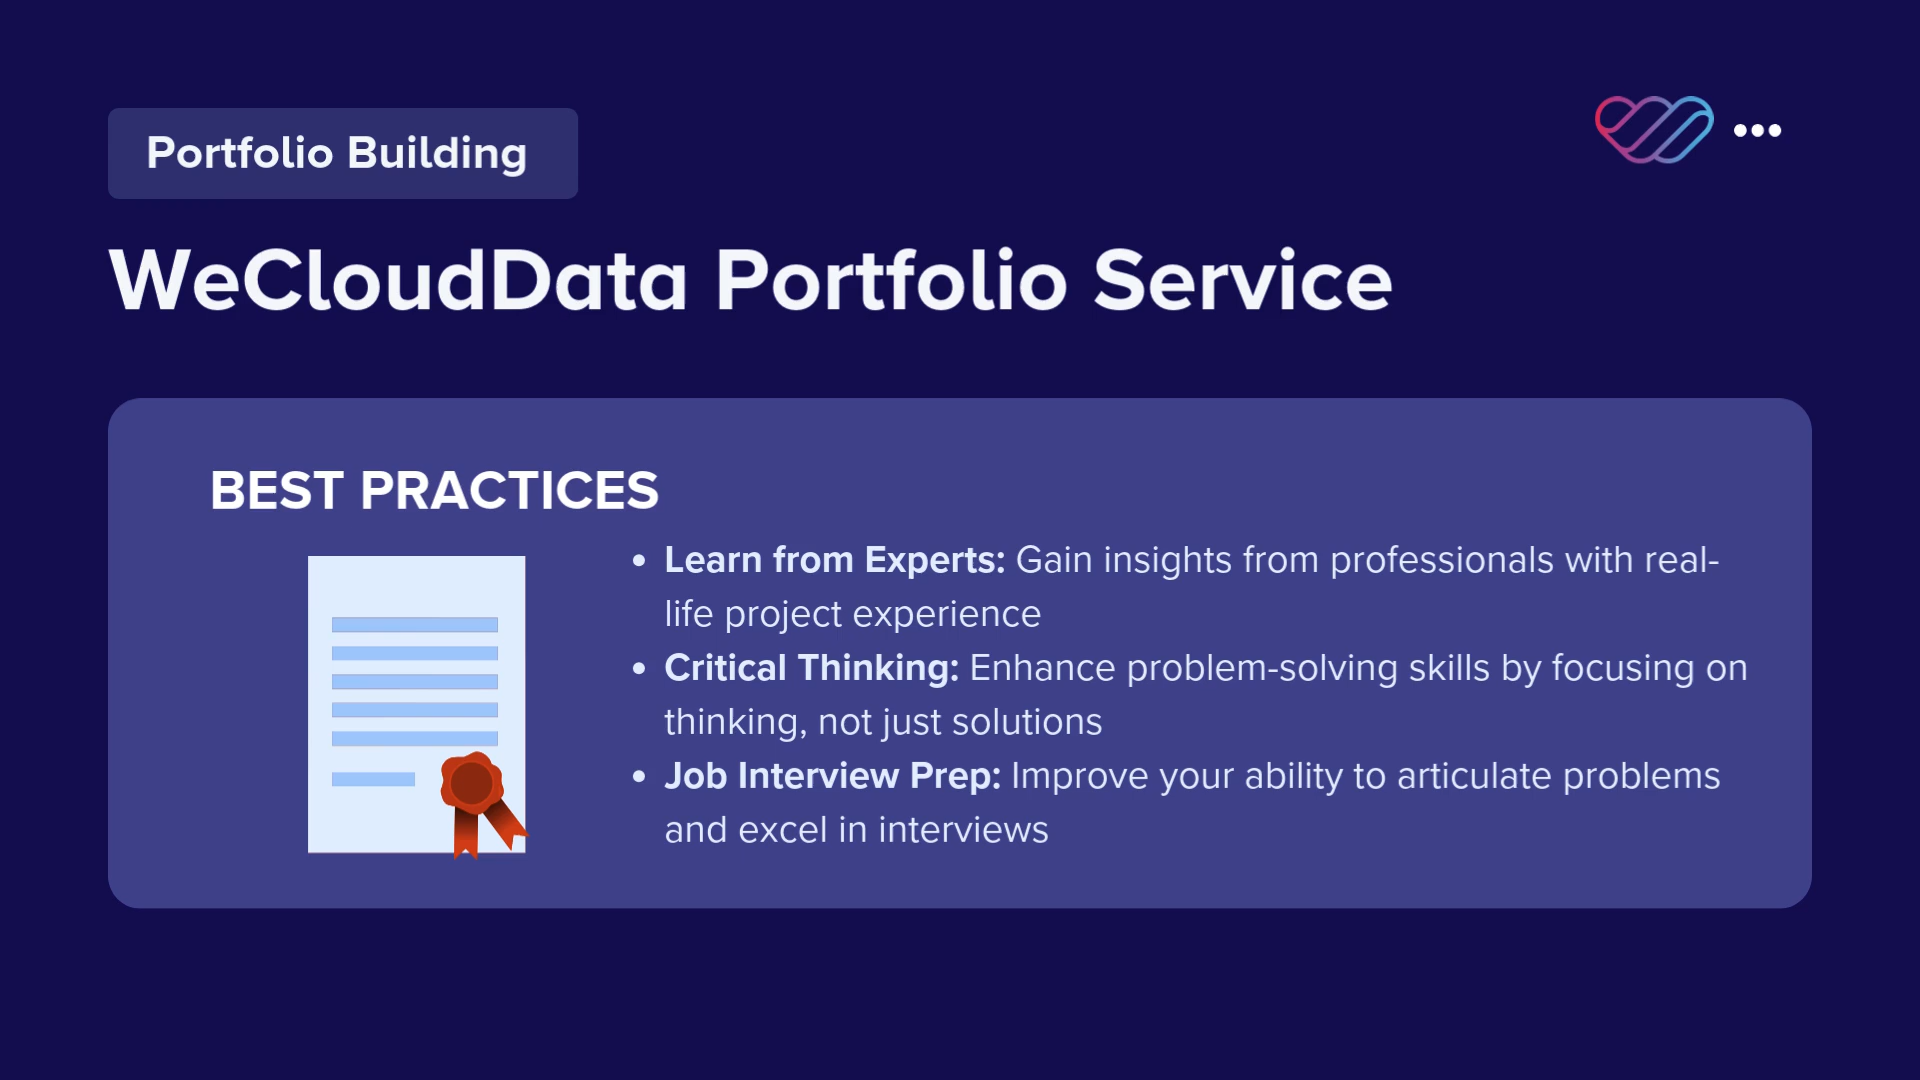 Portfolio Building
WeCloudData Portfolio Service
BEST PRACTICES
• Learn from Experts: Gain insights from professionals with real-
life project experience
• Critical Thinking: Enhance problem-solving skills by focusing on
thinking, not just solutions
• Job Interview Prep: Improve your ability to articulate problems
and excel in interviews